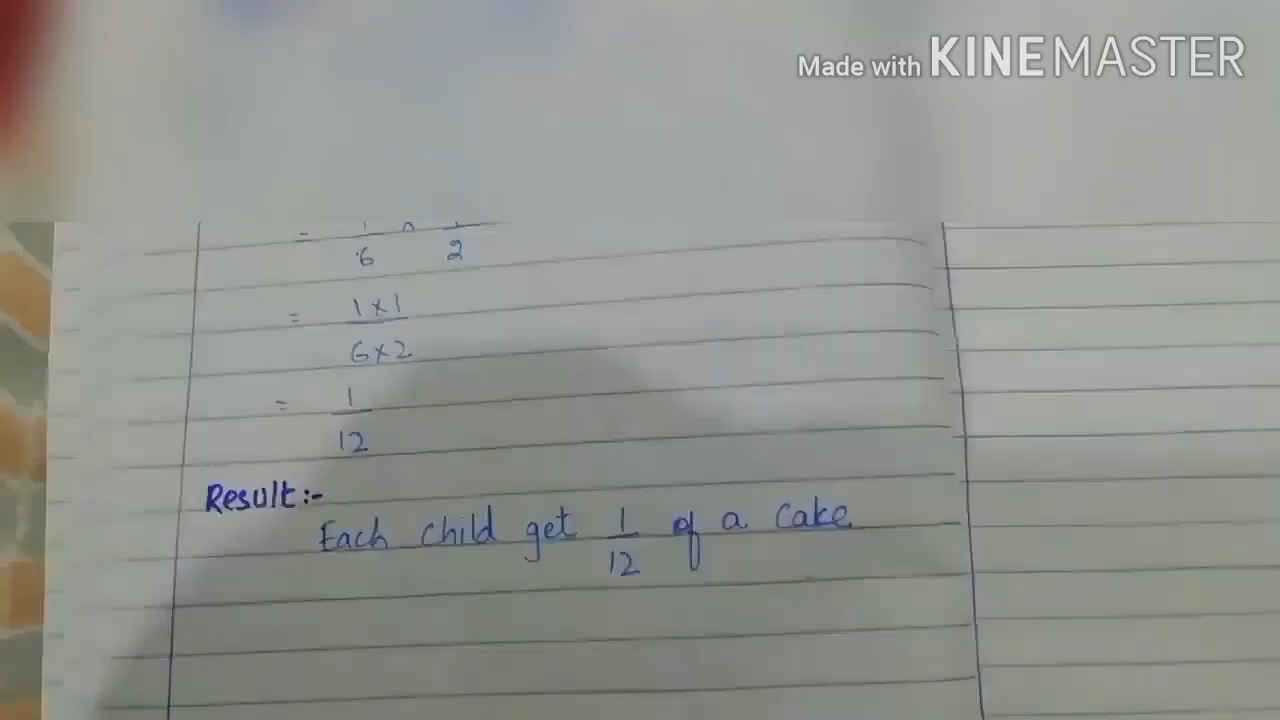 Made with KINEMASTER
=
6 2
= 1 x 1
6 x 2
= 1
12
Result:-
Each child get 1/12 of a cake